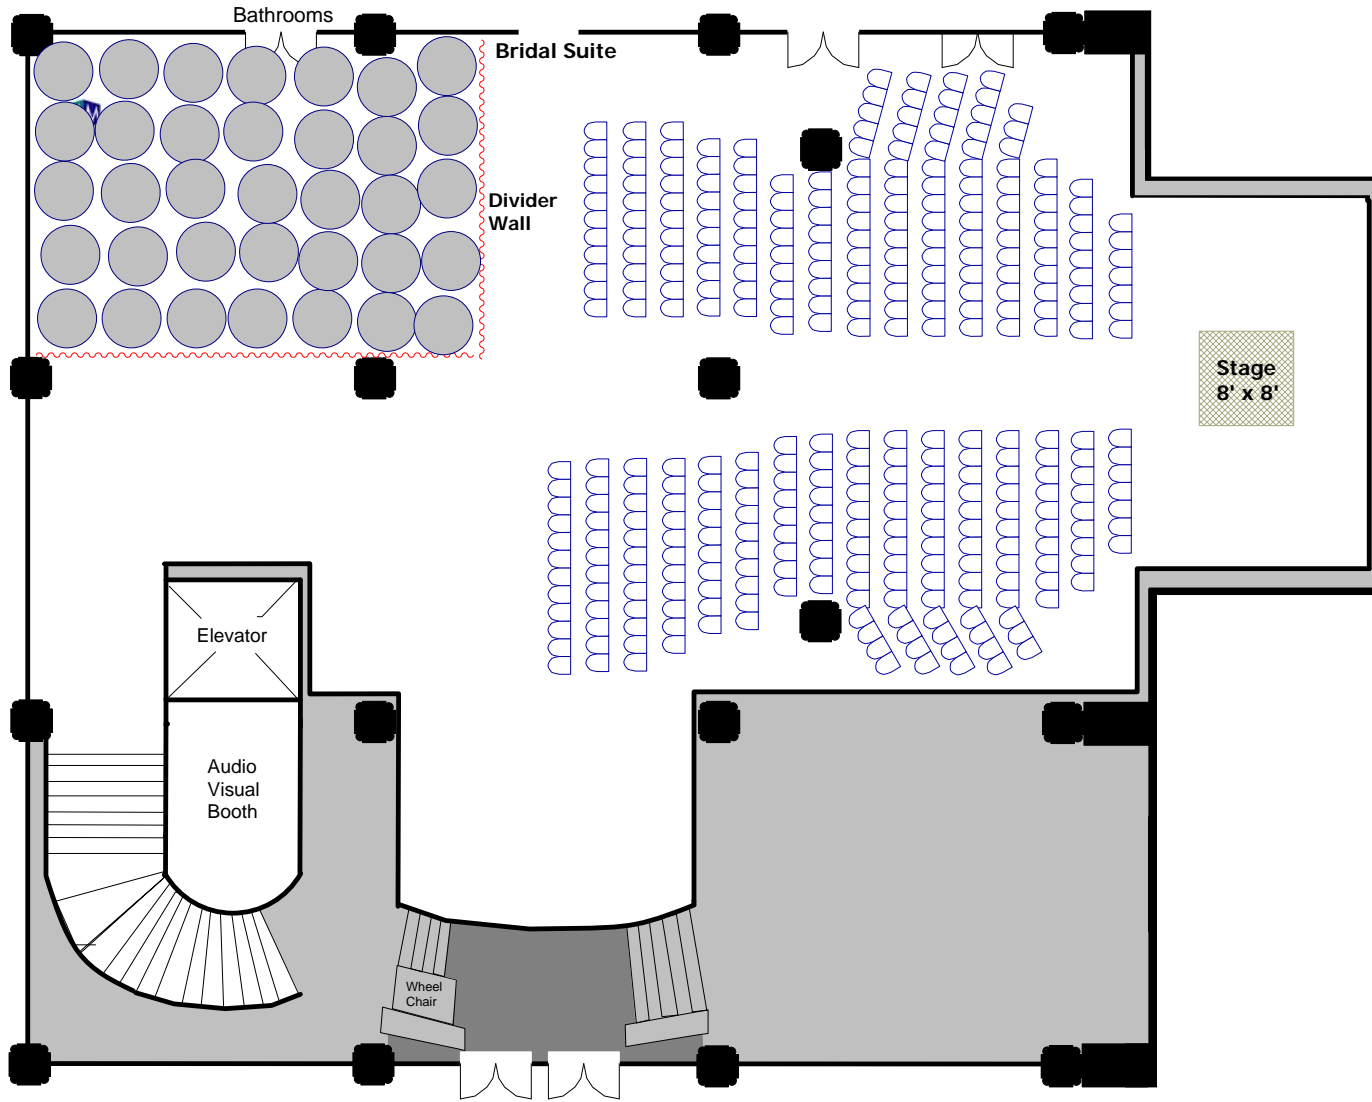 Bathrooms
Bridal Suite
Divider
Wall
Stage
8' x 8'
Elevator
Audio
Visual
Booth
Wheel
Chair